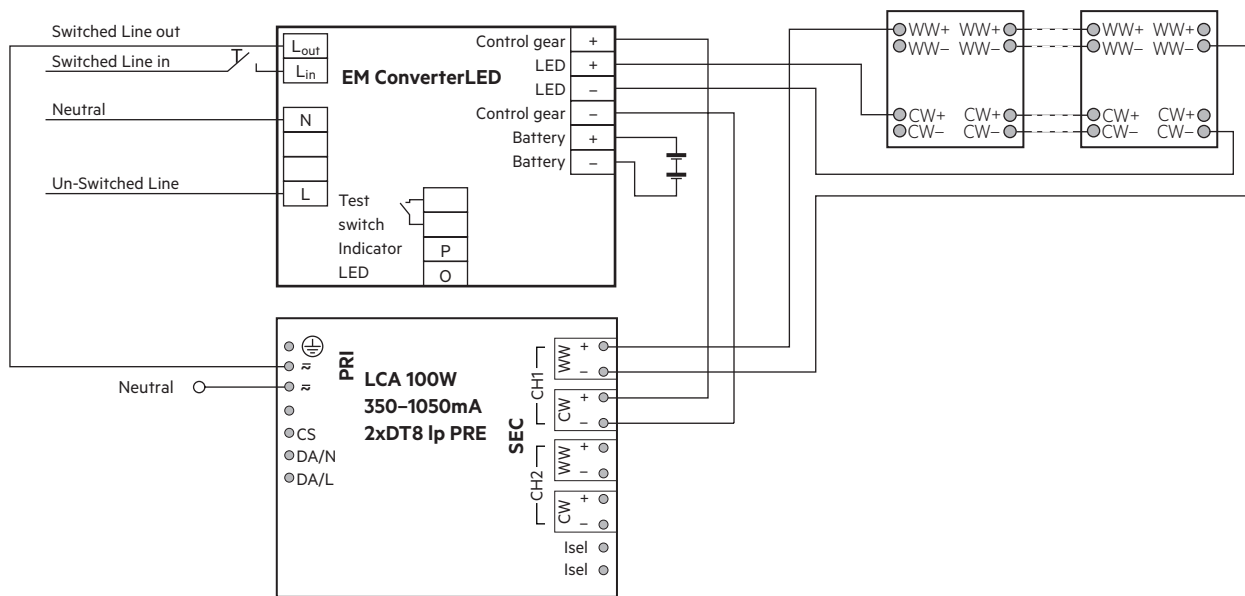 Switched Line out
Switched Line in
Neutral
Un-Switched Line
Lout
Lin
N
L
EM ConverterLED
Control gear +
LED +
LED −
Control gear −
Battery +
Battery −
Test
switch
Indicator P
LED O
WW+ WW+ WW+ WW+
WW− WW− WW− WW−
CW+ CW+ CW+ CW+
CW− CW− CW− CW−
Neutral
PRI
CS
DA/N
DA/L
LCA 100W
350–1050mA
2xDT8 lp PRE
SEC
CH1
WW + −
CW + −
CH2
WW + −
CW + −
Isel
Isel